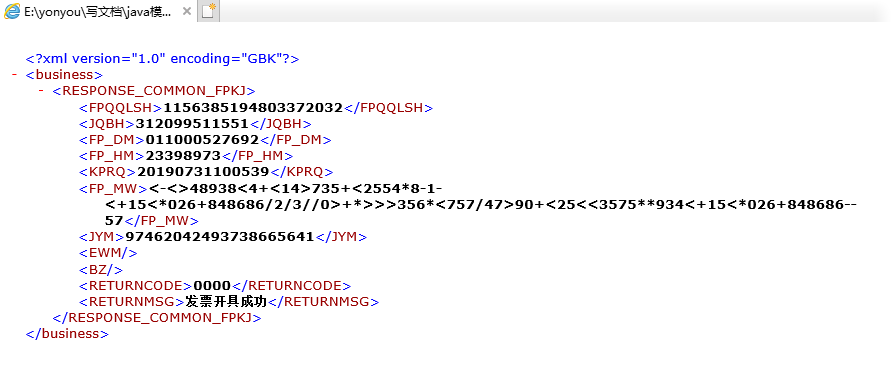 E:\yonyou\写文档\java模...
<?xml version="1.0" encoding="GBK"?>
- <business>
- <RESPONSE_COMMON_FPKJ>
<FPQQLSH>1156385194803372032</FPQQLSH>
<JQBH>312099511551</JQBH>
<FP_DM>011000527692</FP_DM>
<FP_HM>23398973</FP_HM>
<KPRQ>20190731100539</KPRQ>
<FP_MW><-<>48938<4+<14>735+<2554*8-1-
<+15<*026+848686/2/3//0>+*>>>356*<757/47>90+<25<<3575**934<+15<*026+848686--
57</FP_MW>
<JYM>97462042493738665641</JYM>
<EWM/>
<BZ/>
<RETURNCODE>0000</RETURNCODE>
<RETURNMSG>发票开具成功</RETURNMSG>
</RESPONSE_COMMON_FPKJ>
</business>